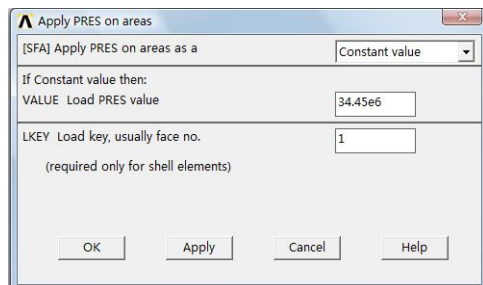 Apply PRES on areas
[SFA] Apply PRES on areas as a
Constant value
If Constant value then:
VALUE Load PRES value
34.45e6
LKEY Load key, usually face no.
1
(required only for shell elements)
OK Apply Cancel Help